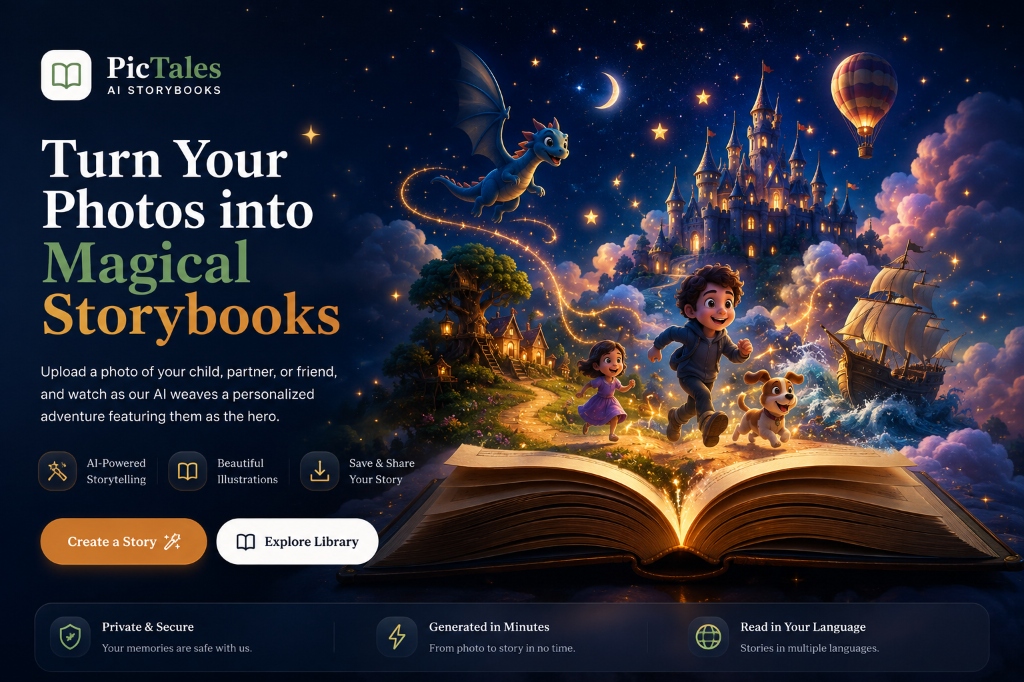 PicTales
AI STORYBOOKS
Turn Your
Photos into
Magical
Storybooks
Upload a photo of your child, partner, or friend,
and watch as our AI weaves a personalized
adventure featuring them as the hero.
AI-Powered
Storytelling
Beautiful
Illustrations
Save & Share
Your Story
Create a Story
Explore Library
Private & Secure
Your memories are safe with us.
Generated in Minutes
From photo to story in no time.
Read in Your Language
Stories in multiple languages.